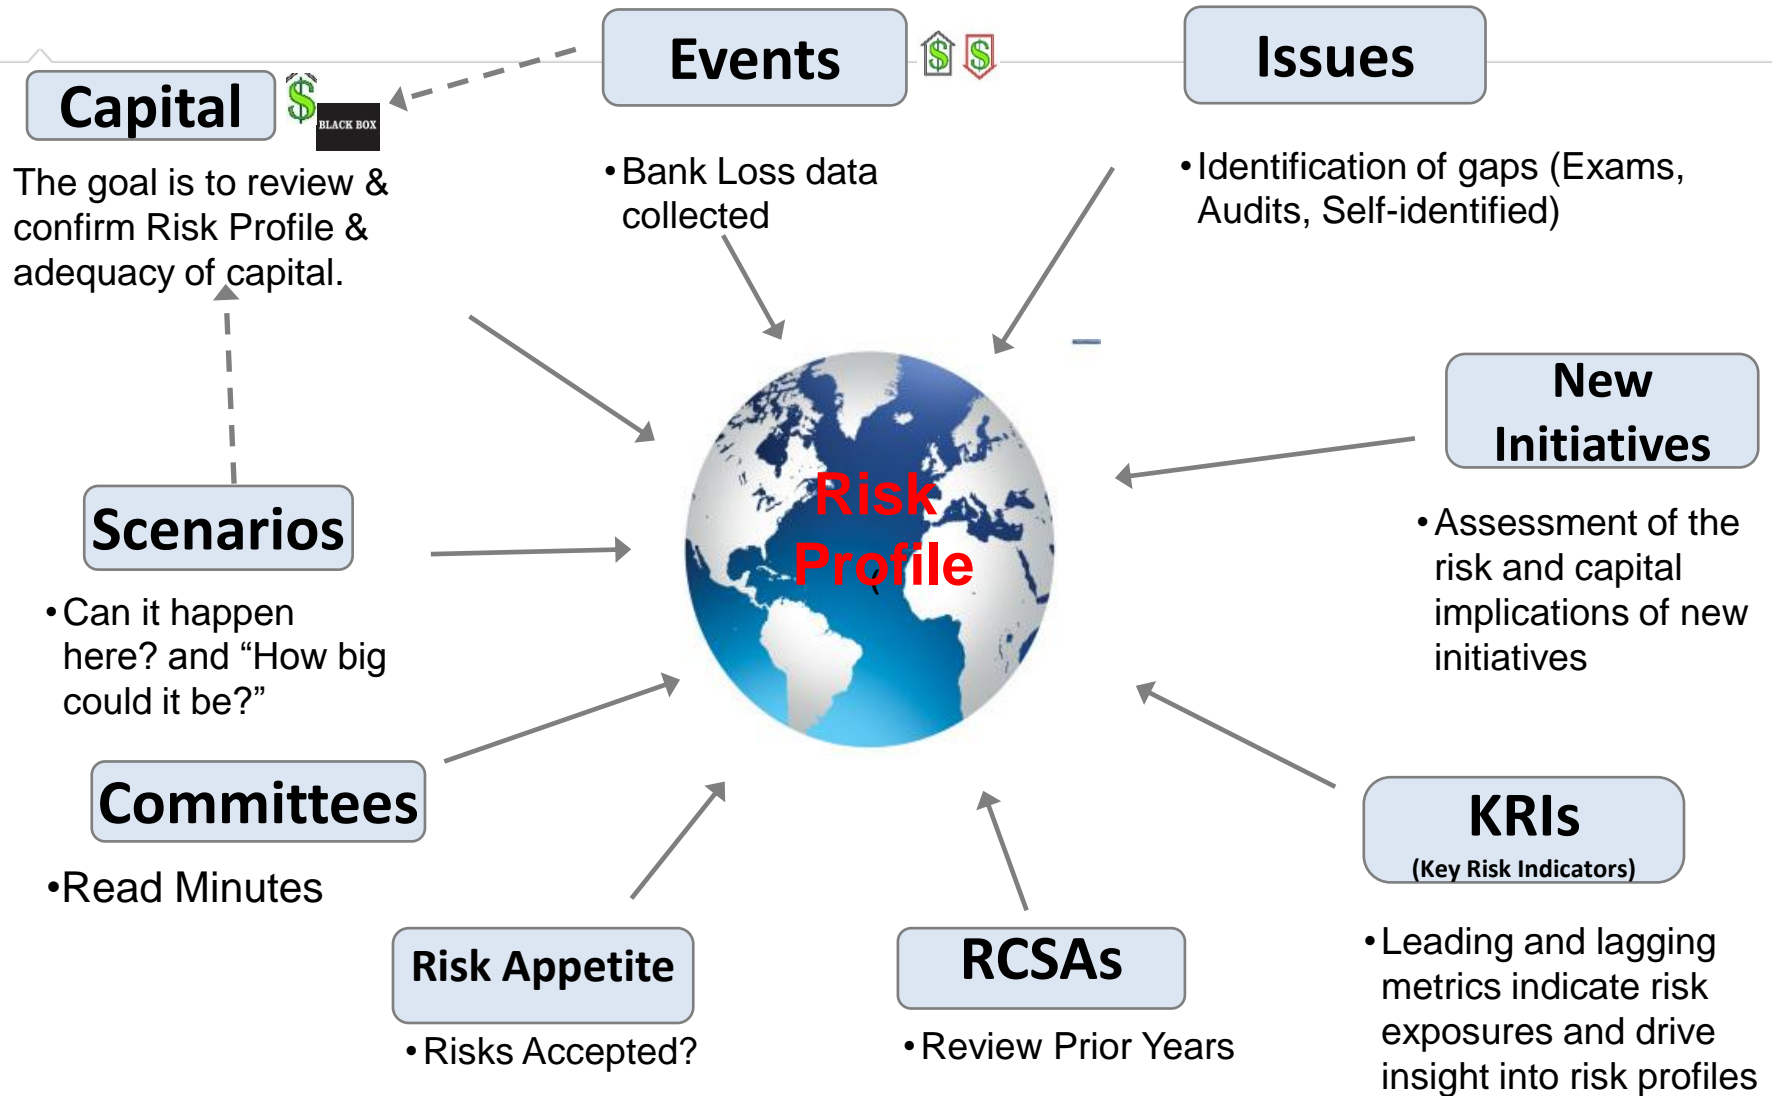 Events
Issues
Capital
BLACK BOX
The goal is to review &
confirm Risk Profile &
adequacy of capital.
•Bank Loss data
collected
•Identification of gaps (Exams,
Audits, Self-identified)
New
Initiatives
•Assessment of the
risk and capital
implications of new
initiatives
Risk
Profile
(
Scenarios
•Can it happen
here? and “How big
could it be?”
Committees
•Read Minutes
KRIs
(Key Risk Indicators)
•Leading and lagging
metrics indicate risk
exposures and drive
insight into risk profiles
Risk Appetite
•Risks Accepted?
RCSAs
•Review Prior Years